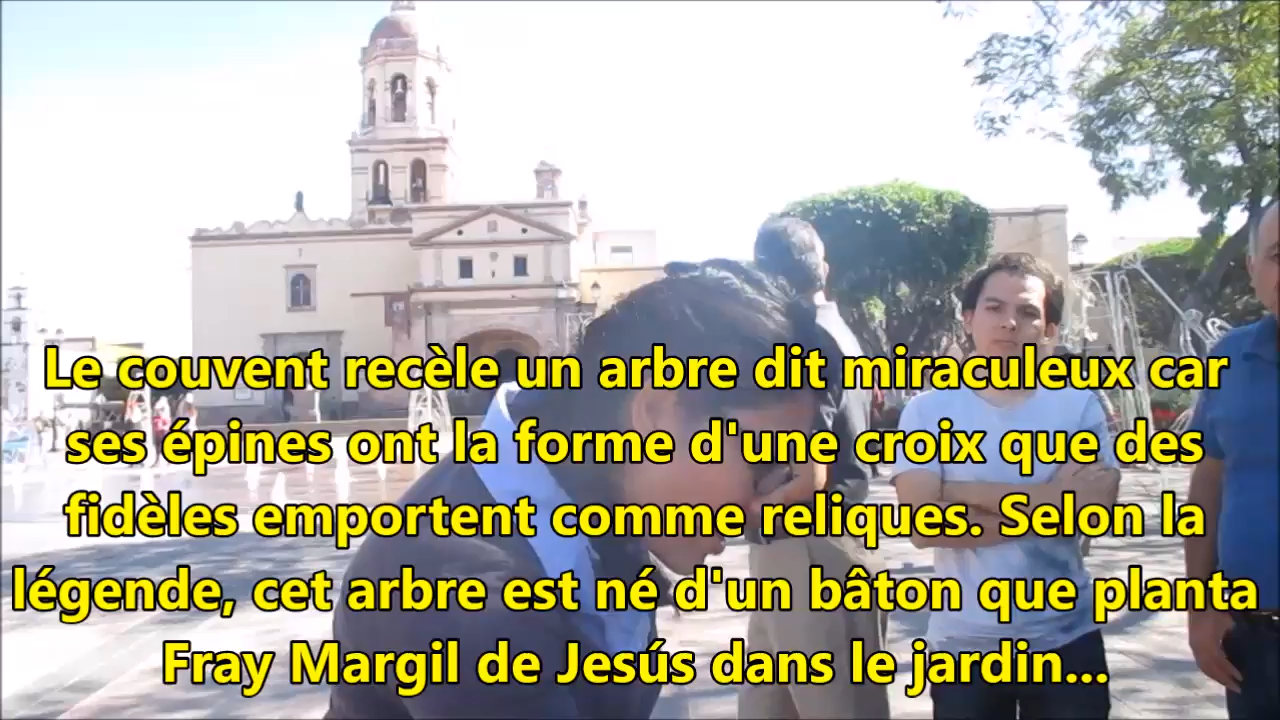 Le couvent recèle un arbre dit miraculeux car
ses épines ont la forme d'une croix que des
fidèles emportent comme reliques. Selon la
légende, cet arbre est né d'un bâton que planta
Fray Margil de Jesús dans le jardin...